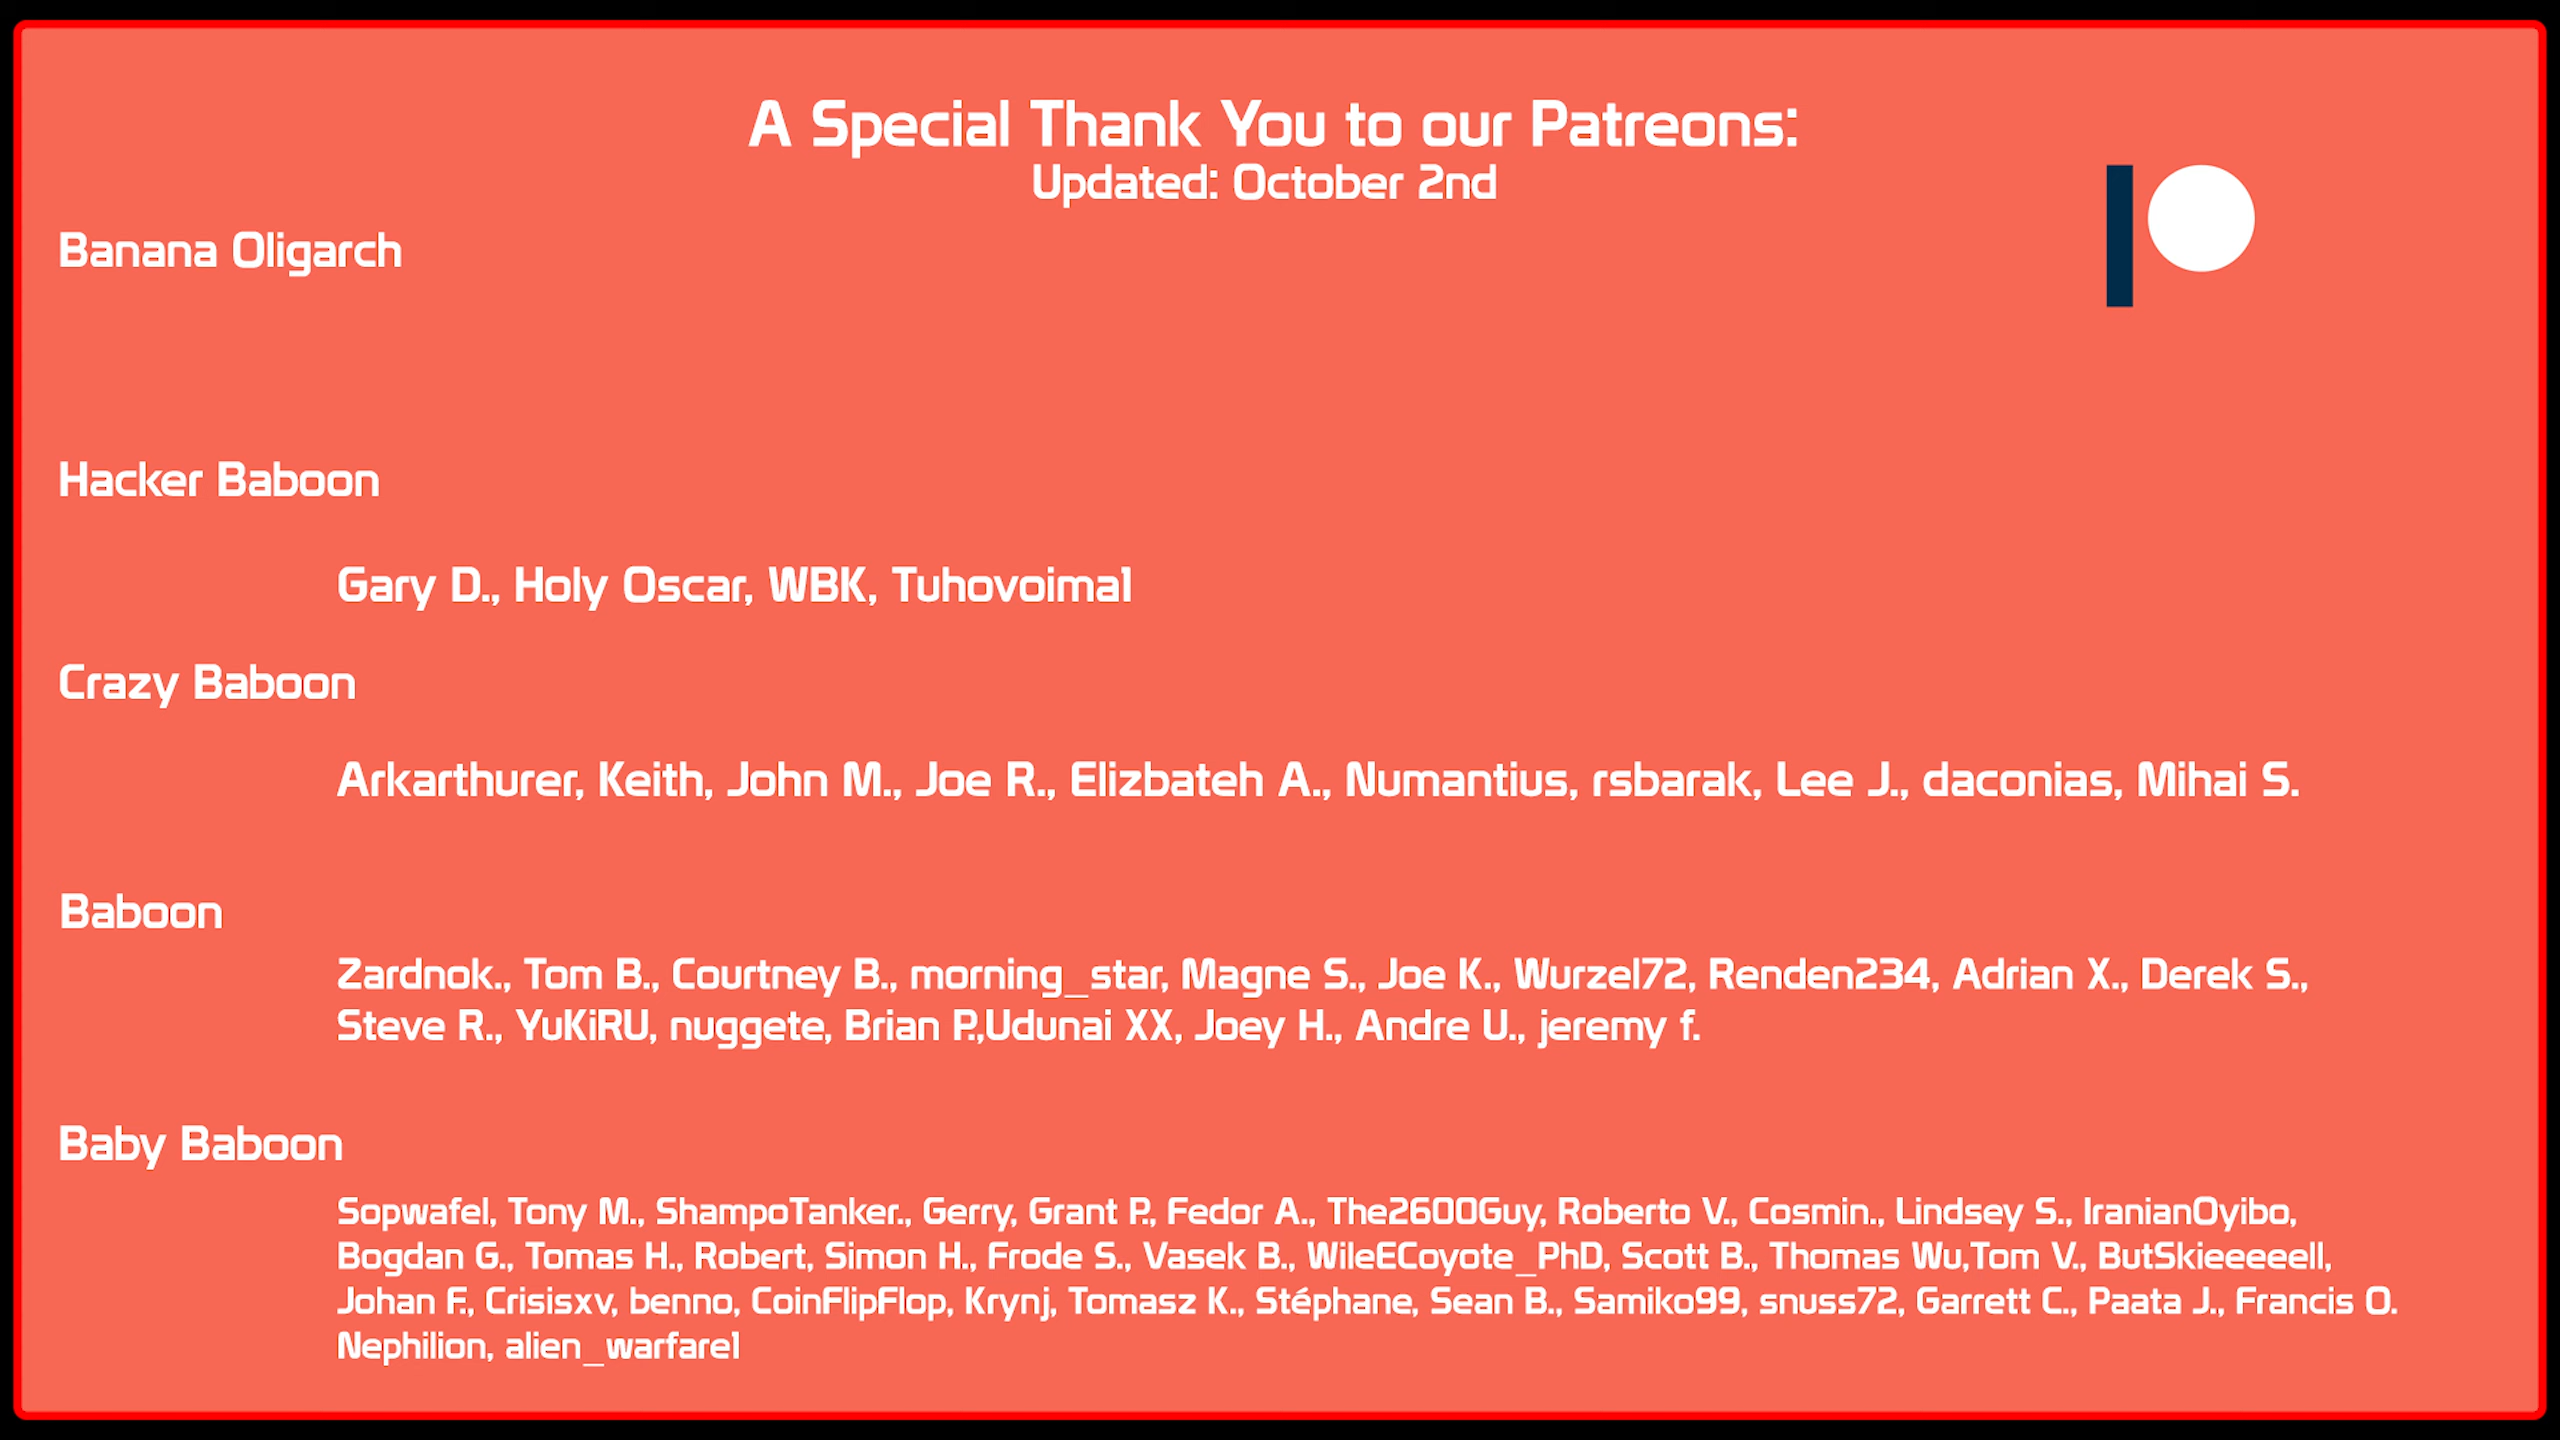 A Special Thank You to our Patreons:
Updated: October 2nd
Banana Oligarch
Hacker Baboon
Gary D., Holy Oscar, WBK, Tuhovoima1
Crazy Baboon
Arkarthurer, Keith, John M., Joe R., Elizbateh A., Numantius, rsbarak, Lee J., daconias, Mihai S.
Baboon
Zardnok., Tom B., Courtney B., morning_star, Magne S., Joe K., Wurzel72, Renden234, Adrian X., Derek S.,
Steve R., YuKiRU, nuggete, Brian P.,Udunai XX, Joey H., Andre U., jeremy f.
Baby Baboon
Sopwafel, Tony M., ShampoTanker., Gerry, Grant P., Fedor A., The2600Guy, Roberto V., Cosmin., Lindsey S., IranianOyibo,
Bogdan G., Tomas H., Robert, Simon H., Frode S., Vasek B., WileECoyote_PhD, Scott B., Thomas Wu,Tom V., ButSkieeeeell,
Johan F., Crisisxv, benno, CoinFlipFlop, Krynj, Tomasz K., Stéphane, Sean B., Samiko99, snuss72, Garrett C., Paata J., Francis O.
Nephilion, alien_warfare1